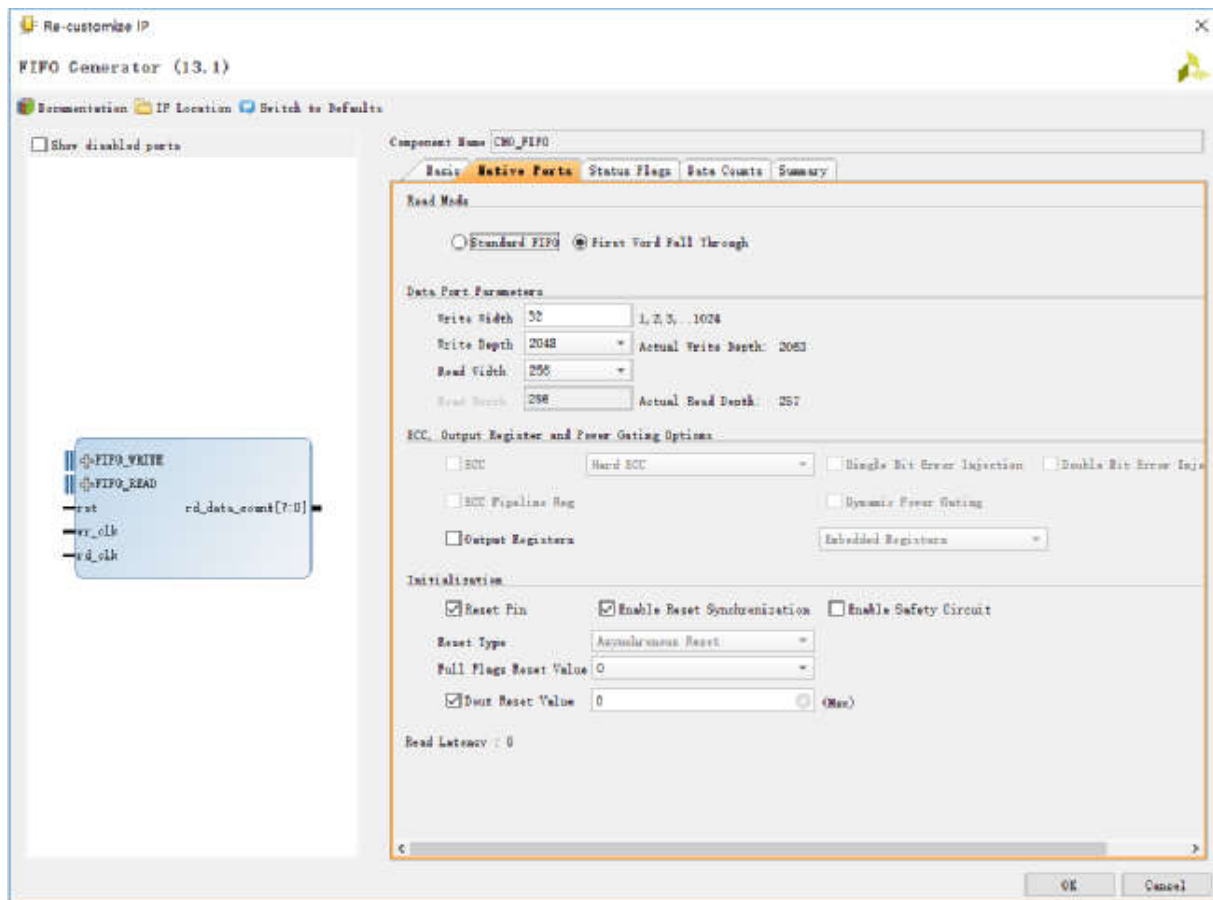 Re-customize IP
FIFO Generator (13.1)
Documentation IP Location Switch to Defaults
Show disabled ports
Component Name CMO_FIFO
Basic Native Ports Status Flags Data Counts Summary
Read Mode
Standard FIFO First Word Fall Through
Data Port Parameters
Write Width 32 1,2,3,..1024
Write Depth 2048 Actual Write Depth: 2063
Read Width 256
Read Depth 256 Actual Read Depth: 257
ECC, Output Register and Power Gating Options
ECC Hard ECC Single Bit Error Injection Double Bit Error Inje
ECC Pipeline Reg Dynamic Power Gating
Output Registers Embedded Registers
Initialization
Reset Pin Enable Reset Synchronization Enable Safety Circuit
Reset Type Asynchronous Reset
Full Flags Reset Value 0
Dout Reset Value 0 (Hex)
Read Latency : 0
FIFO_WRITE
FIFO_READ
rst rd_data_count[7:0]
wr_clk
rd_clk
OK Cancel